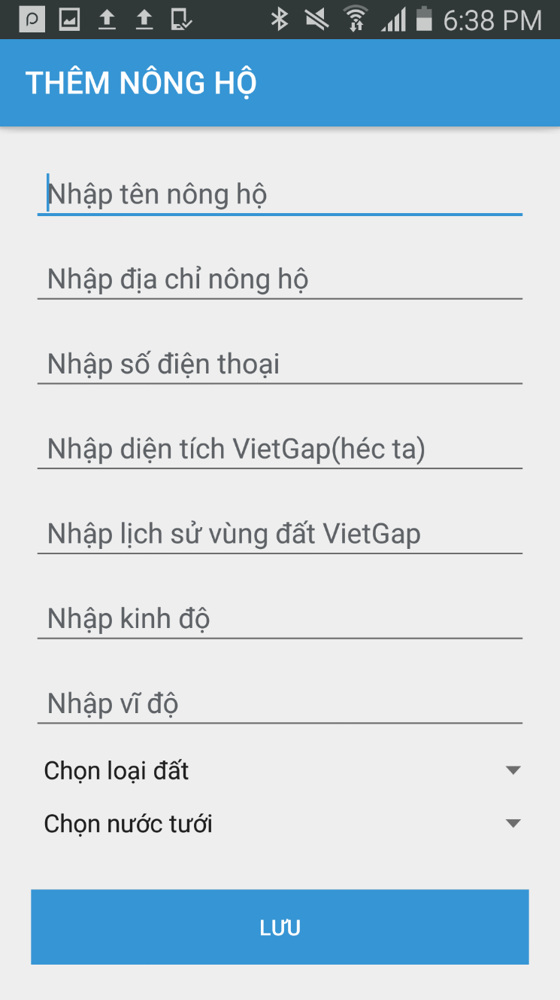 6:38 PM
THÊM NÔNG HỘ
Nhập tên nông hộ
Nhập địa chỉ nông hộ
Nhập số điện thoại
Nhập diện tích VietGap(héc ta)
Nhập lịch sử vùng đất VietGap
Nhập kinh độ
Nhập vĩ độ
Chọn loại đất
Chọn nước tưới
LƯU